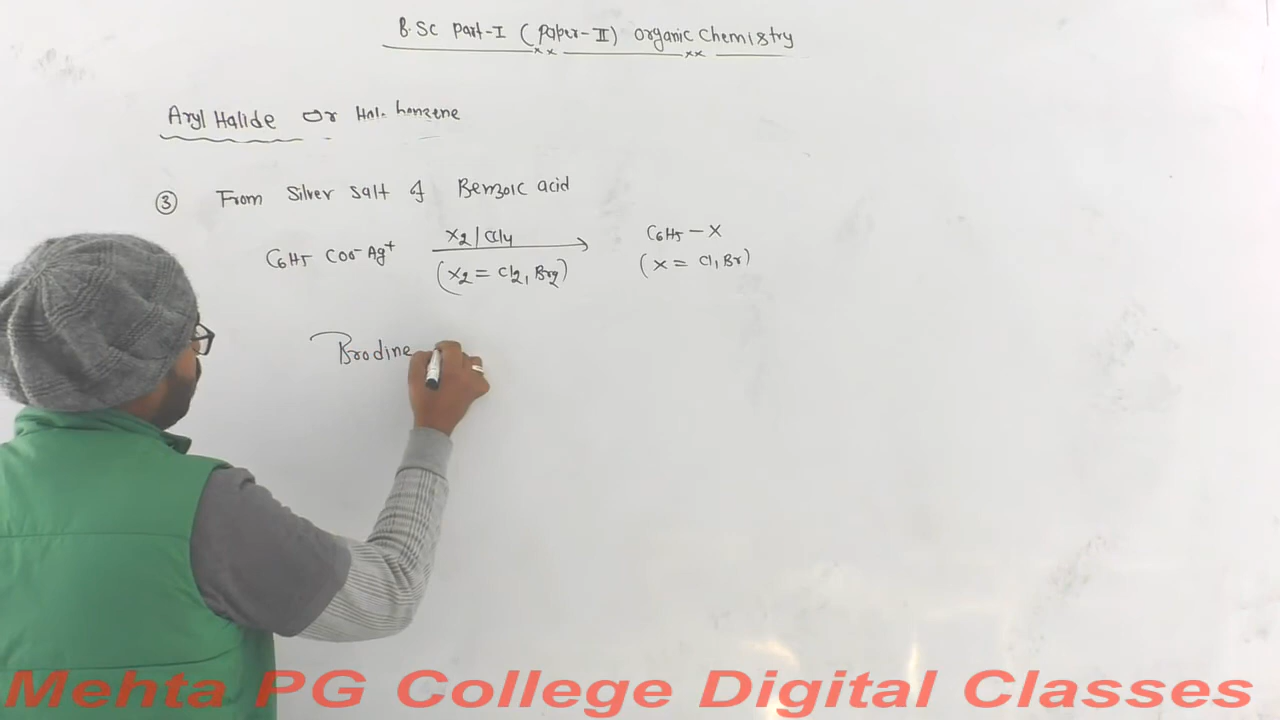 B.Sc Part-I (Paper-II) Organic Chemistry
Aryl Halide Or Halo benzene
③ From Silver Salt of Benzoic acid
C6H5 COO⁻Ag⁺ X2 | CCl4 C6H5 – X
(X2 = Cl2, Br2) (X = Cl, Br)
Brodine
Mehta PG College Digital Classes